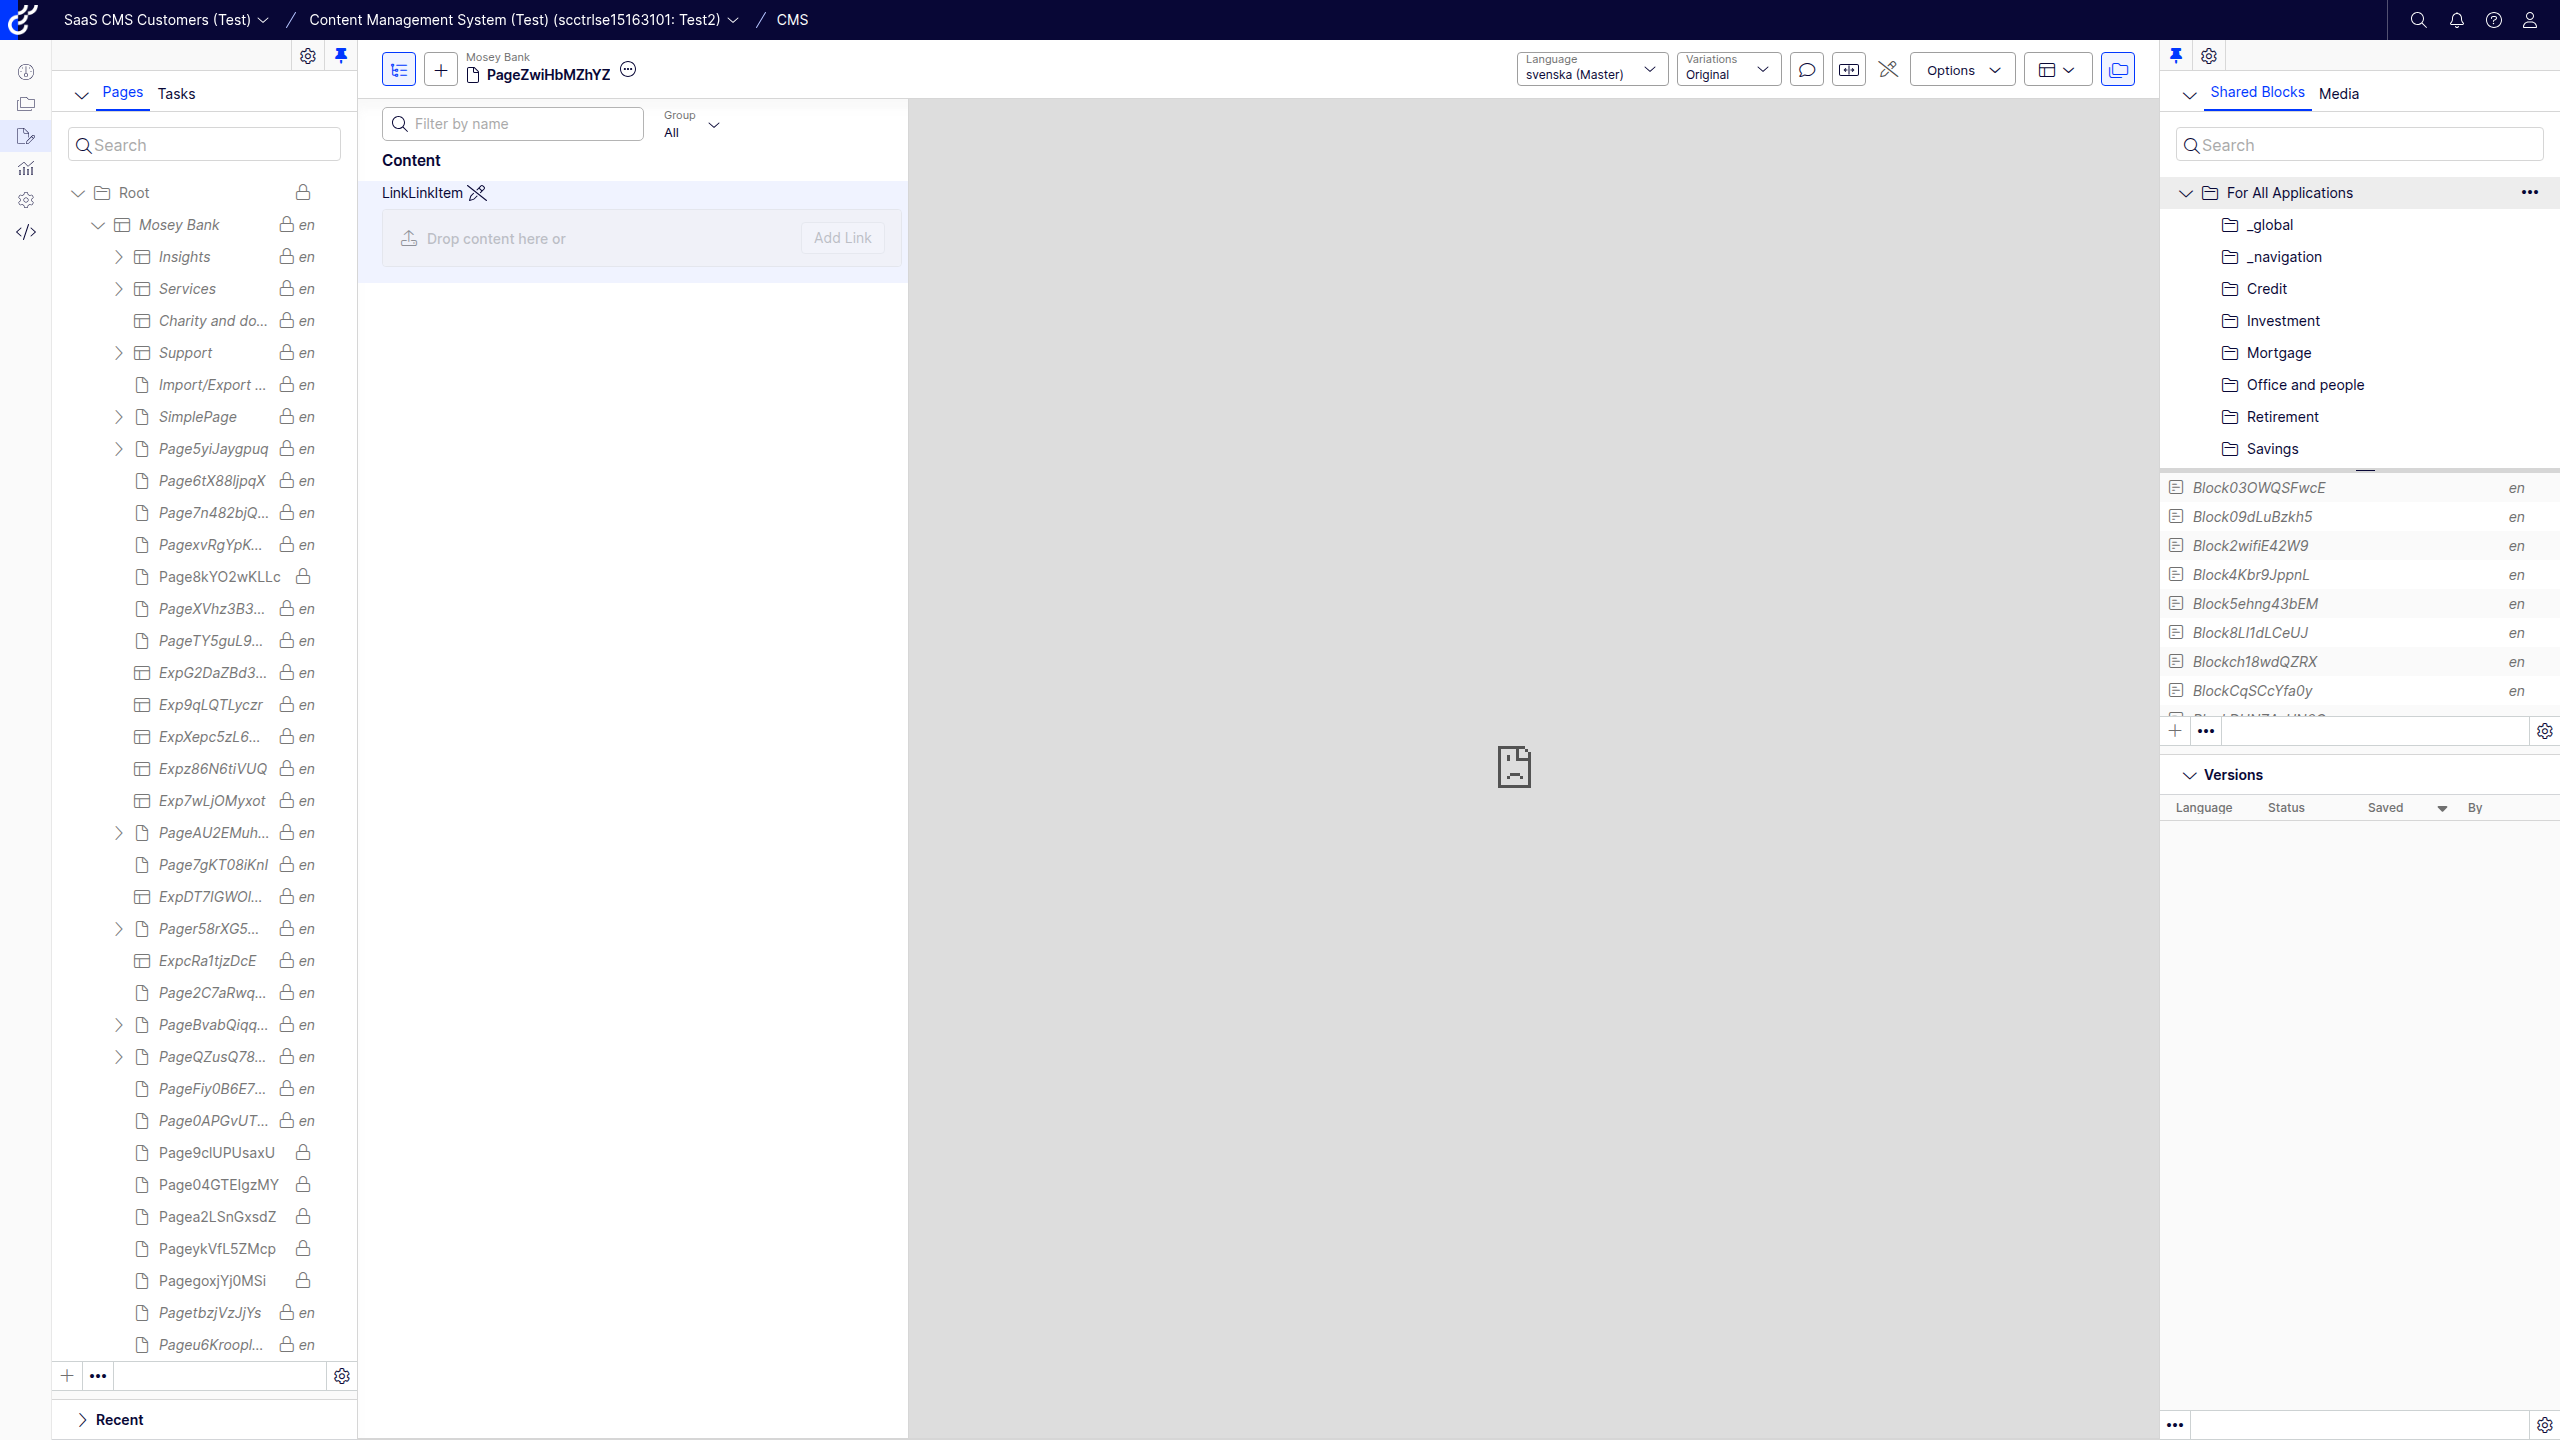 SaaS CMS Customers (Test) / Content Management System (Test) (scctrlse15163101: Test2) / CMS
Pages Tasks
Search
Root
Mosey Bank en
Insights en
Services en
Charity and do... en
Support en
Import/Export ... en
SimplePage en
Page5yiJaygpuq en
Page6tX88ljpqX en
Page7n482bjQ... en
PagexvRgYpK... en
Page8kYO2wKLLc
PageXVhz3B3... en
PageTY5guL9... en
ExpG2DaZBd3... en
Exp9qLQTLyczr en
ExpXepc5zL6... en
Expz86N6tiVUQ en
Exp7wLjOMyxot en
PageAU2EMuh... en
Page7gKT08iKnI en
ExpDT7IGWOl... en
Pager58rXG5... en
ExpcRa1tjzDcE en
Page2C7aRwq... en
PageBvabQiqq... en
PageQZusQ78... en
PageFiy0B6E7... en
Page0APGvUT... en
Page9clUPUsaxU
Page04GTEIgzMY
Pagea2LSnGxsdZ
PageykVfL5ZMcp
PagegoxjYj0MSi
PagetbzjVzJjYs en
Pageu6Kroopl... en
Recent
Mosey Bank
PageZwiHbMZhYZ
Language
svenska (Master)
Variations
Original
Options
Filter by name
Group
All
Content
LinkLinkItem
Drop content here or Add Link
Shared Blocks Media
Search
For All Applications
_global
_navigation
Credit
Investment
Mortgage
Office and people
Retirement
Savings
Block03OWQSFwcE en
Block09dLuBzkh5 en
Block2wifiE42W9 en
Block4Kbr9JppnL en
Block5ehng43bEM en
Block8LI1dLCeUJ en
Blockch18wdQZRX en
BlockCqSCcYfa0y en
Versions
Language Status Saved By